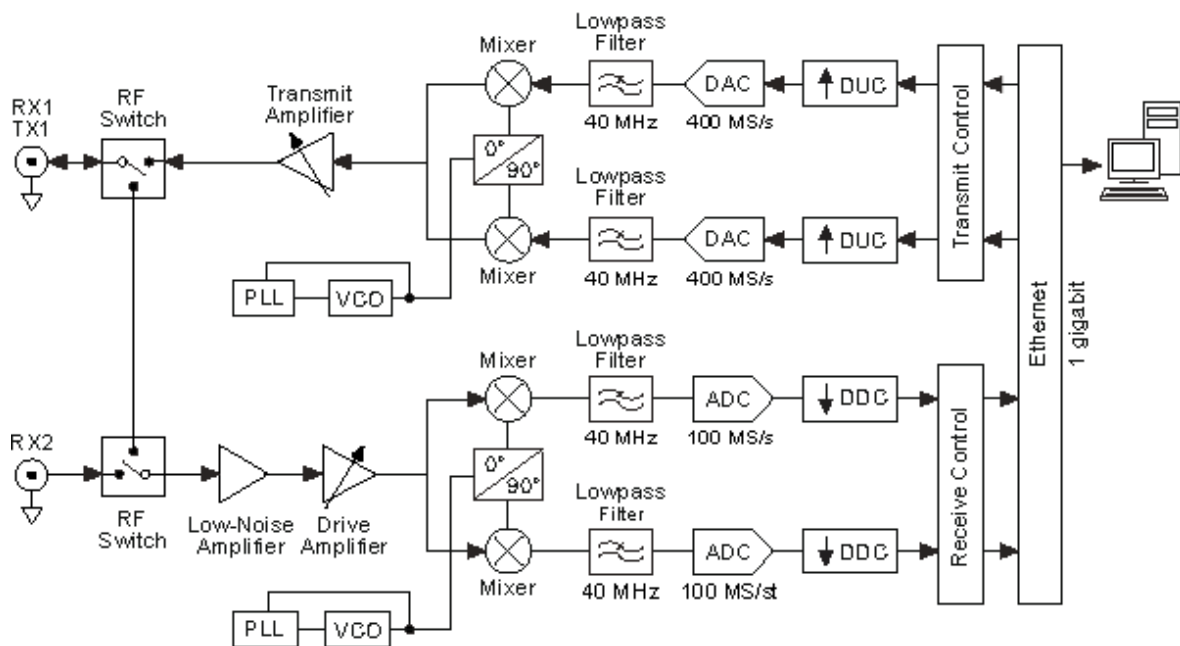 Lowpass
Filter
Mixer
RX1
TX1
RF
Switch
Transmit
Amplifier
DAC
DUC
40 MHz
400 MS/s
0°
90°
Lowpass
Filter
DAC
DUC
Mixer
40 MHz
400 MS/s
PLL
VCO
Transmit Control
Ethernet
1 gigabit
Lowpass
Filter
Mixer
ADC
DDC
40 MHz
100 MS/s
RX2
0°
90°
RF
Switch
Low-Noise
Amplifier
Drive
Amplifier
Lowpass
Filter
ADC
DDC
Mixer
40 MHz
100 MS/st
PLL
VCO
Receive Control